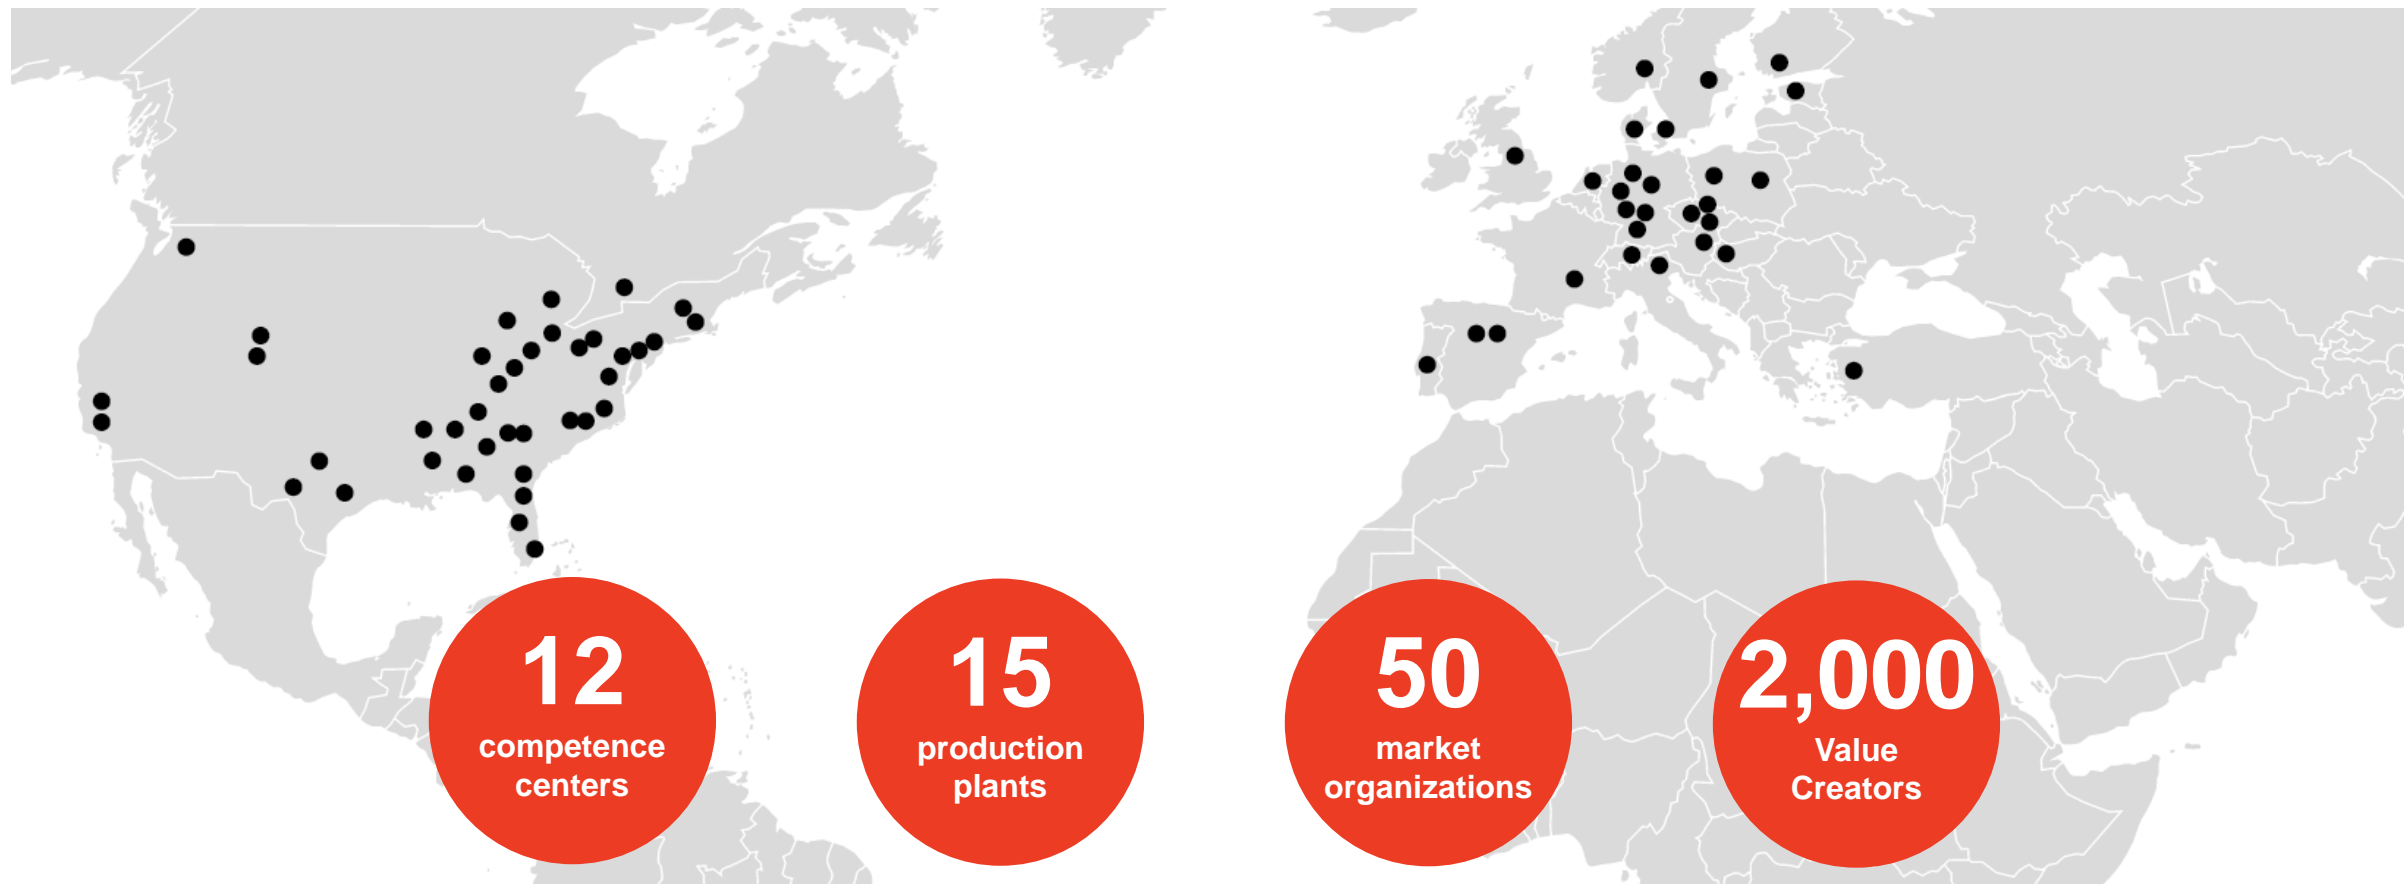 12
competence
centers
15
production
plants
50
market
organizations
2,000
Value
Creators